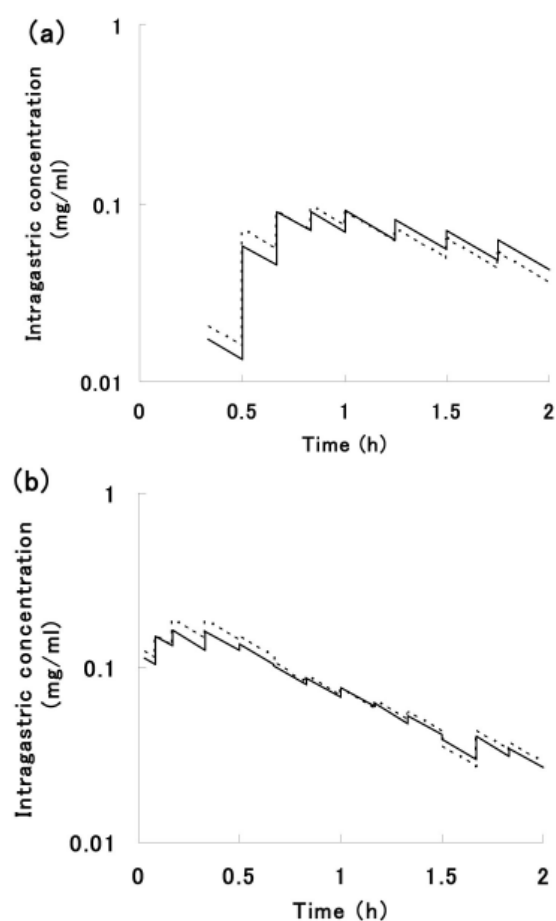 (a)
1
0.1
0.01
Intragastric concentration
(mg/ml)
0 0.5 1 1.5 2
Time (h)
(b)
1
0.1
0.01
Intragastric concentration
(mg/ml)
0 0.5 1 1.5 2
Time (h)